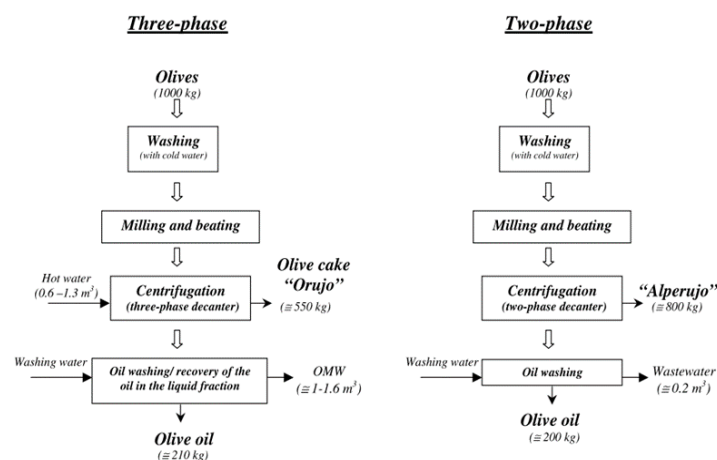 Three-phase
Olives
(1000 kg)
Washing
(with cold water)
Milling and beating
Hot water
(0.6 –1.3 m³)
Centrifugation
(three-phase decanter)
Olive cake
“Orujo”
(≅550 kg)
Washing water
Oil washing/ recovery of the
oil in the liquid fraction
OMW
(≅1-1.6 m³)
Olive oil
(≅210 kg)
Two-phase
Olives
(1000 kg)
Washing
(with cold water)
Milling and beating
Centrifugation
(two-phase decanter)
“Alperujo”
(≅800 kg)
Washing water
Oil washing
Wastewater
(≅0.2 m³)
Olive oil
(≅200 kg)